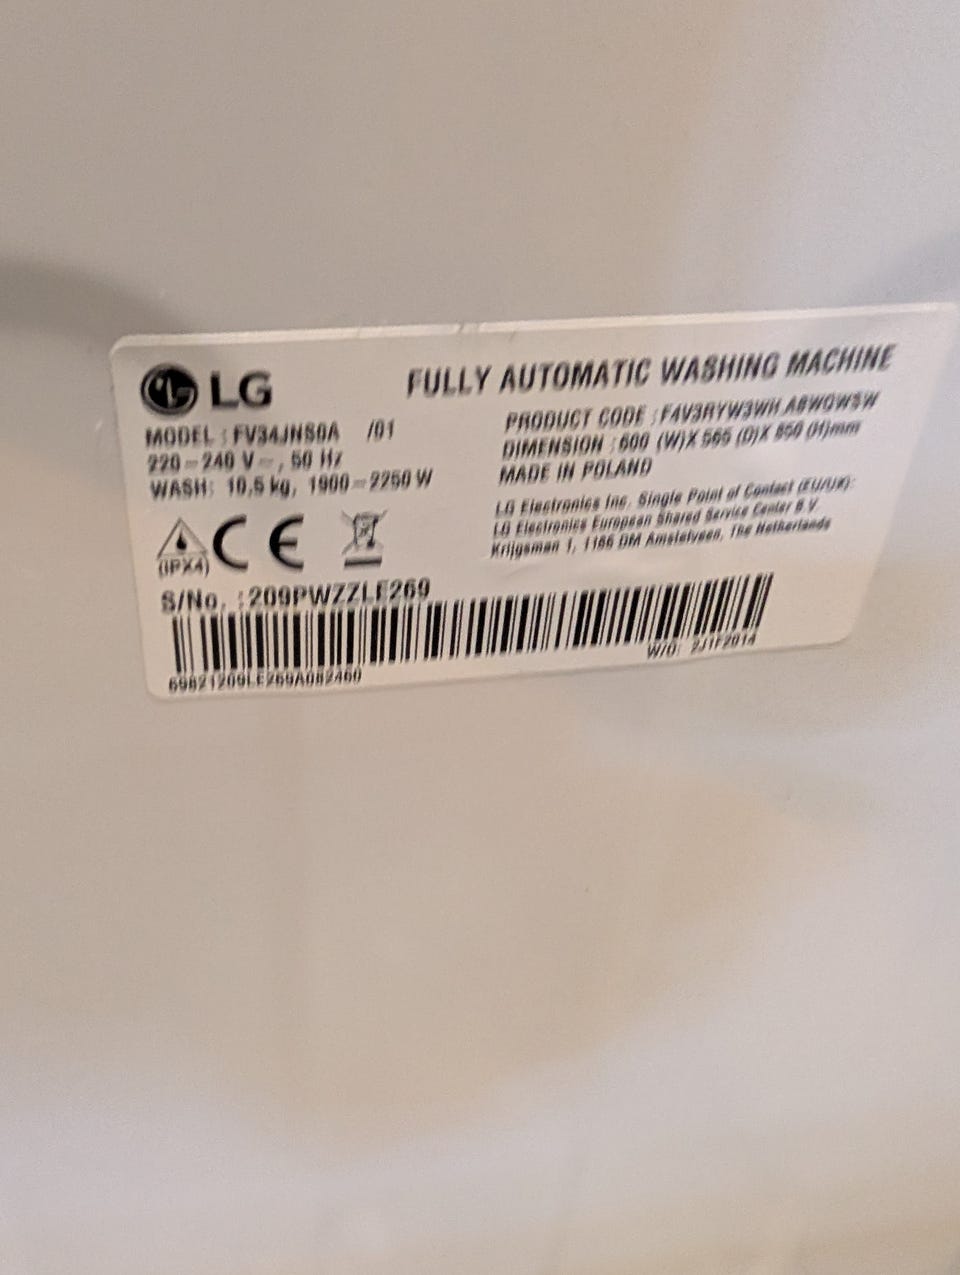 LG
FULLY AUTOMATIC WASHING MACHINE
MODEL : FV34JNS0A /01
220 - 240 V ~, 50 Hz
WASH: 10,5 kg, 1900 - 2250 W
PRODUCT CODE : F4V3RYW3WH.ABWQWSW
DIMENSION : 600 (W)X 565 (D)X 850 (H)mm
MADE IN POLAND
LG Electronics Inc. Single Point of Contact (EU/UK):
LG Electronics European Shared Service Center B.V.
Krijgsman 1, 1186 DM Amstelveen, The Netherlands
CE
(IPX4)
S/No. : 209PWZZLE269
W/O: 2J1F2014
69821209LE269A082460